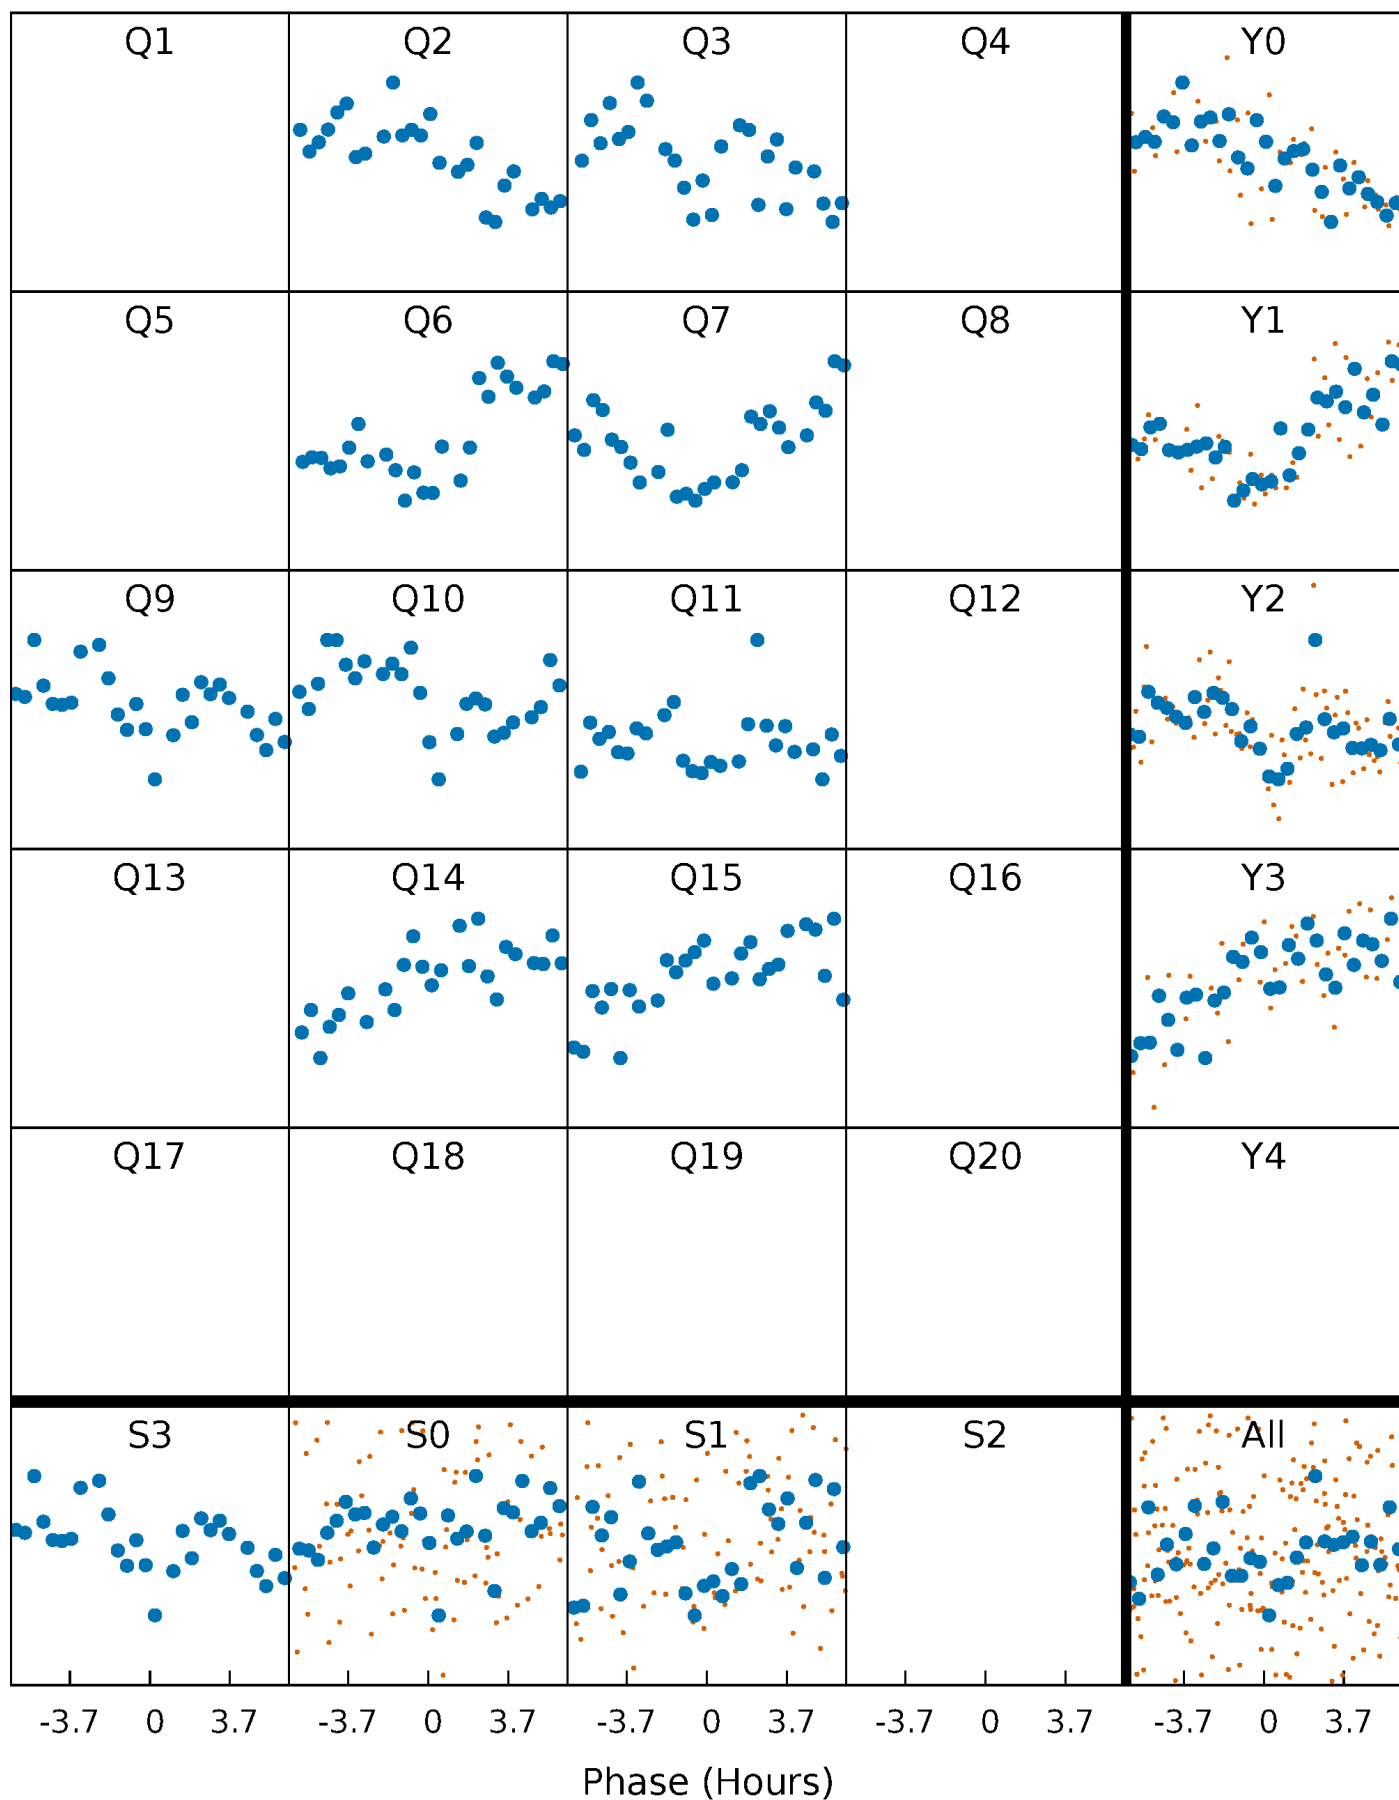 Q1 Q2 Q3 Q4 Y0
Q5 Q6 Q7 Q8 Y1
Q9 Q10 Q11 Q12 Y2
Q13 Q14 Q15 Q16 Y3
Q17 Q18 Q19 Q20 Y4
S3 S0 S1 S2 All
-3.7 0 3.7 -3.7 0 3.7 -3.7 0 3.7 -3.7 0 3.7 -3.7 0 3.7
Phase (Hours)